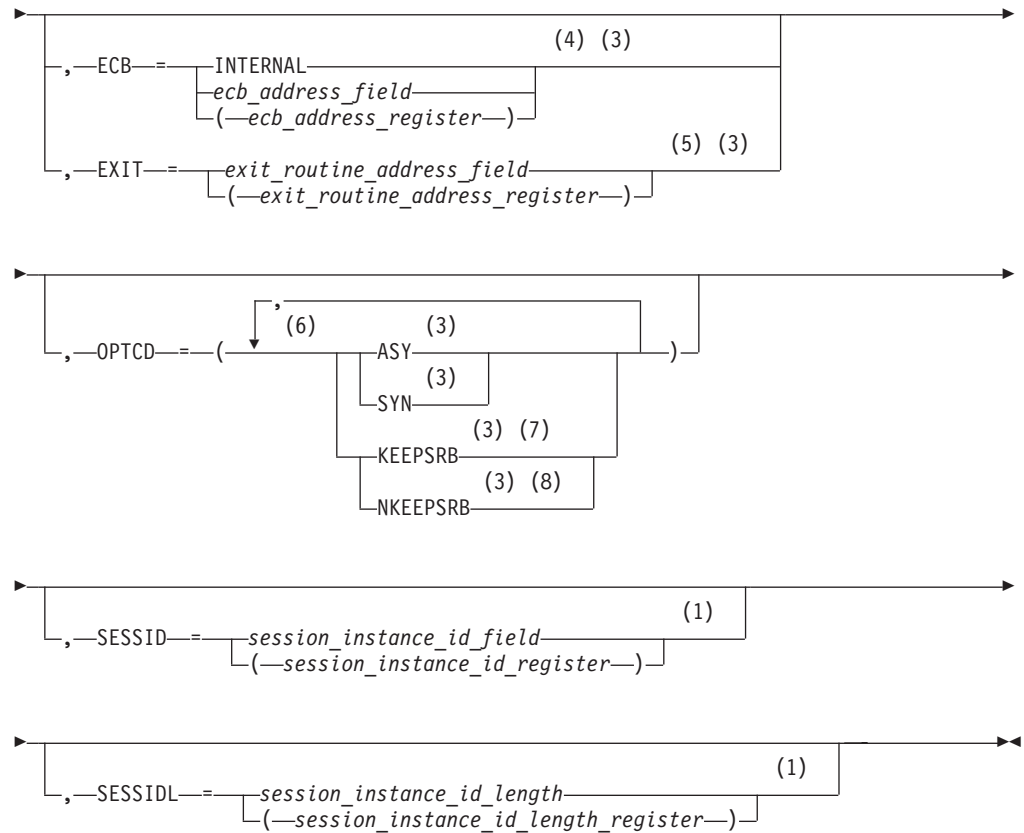 (4) (3)
, ECB = INTERNAL
ecb_address_field
( ecb_address_register )
(5) (3)
, EXIT = exit_routine_address_field
( exit_routine_address_register )
,
(6) (3)
, OPTCD = ( ASY )
(3)
SYN
(3) (7)
KEEPSRB
(3) (8)
NKEEPSRB
(1)
, SESSID = session_instance_id_field
( session_instance_id_register )
(1)
, SESSIDL = session_instance_id_length
( session_instance_id_length_register )